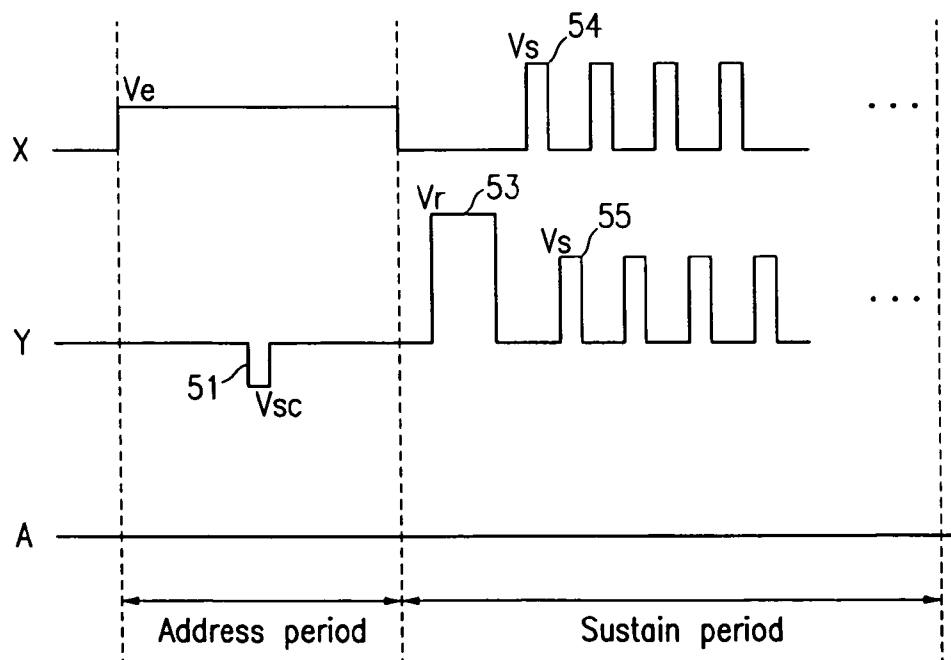 Vs 54
Ve
X
...
Vr 53
Vs 55
...
Y
51
Vsc
A
Address period
Sustain period